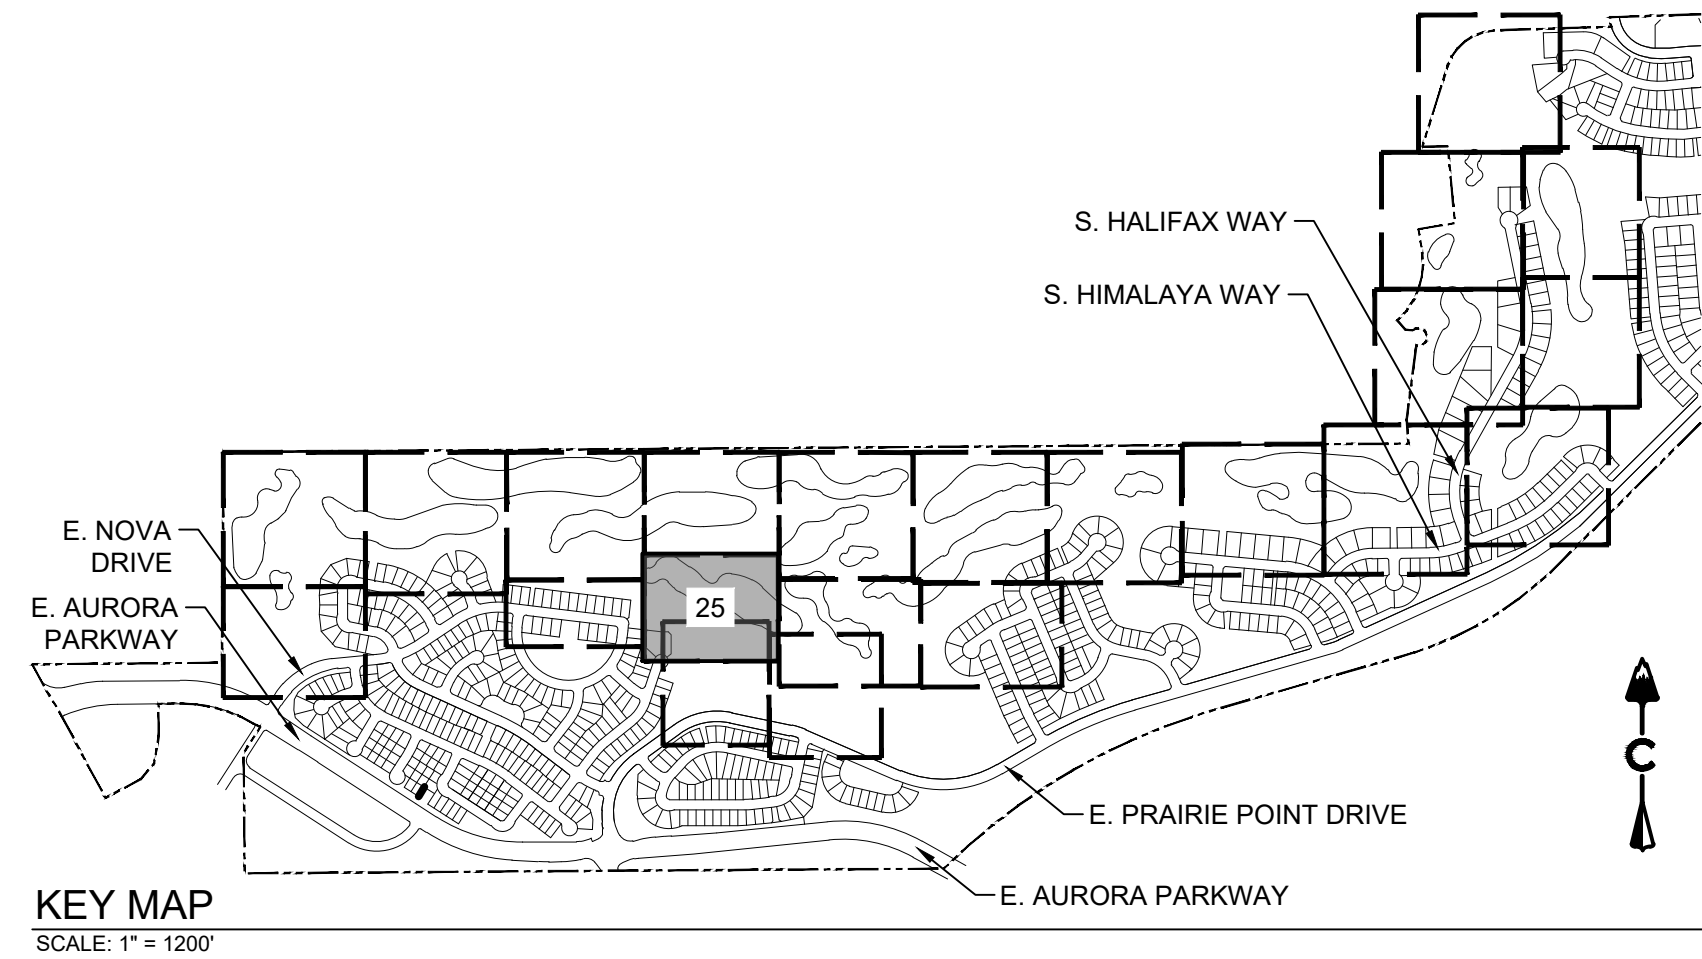 S. HALIFAX WAY
S. HIMALAYA WAY
E. NOVA
DRIVE
E. AURORA
PARKWAY
25
E. PRAIRIE POINT DRIVE
E. AURORA PARKWAY
C
KEY MAP
SCALE: 1" = 1200'